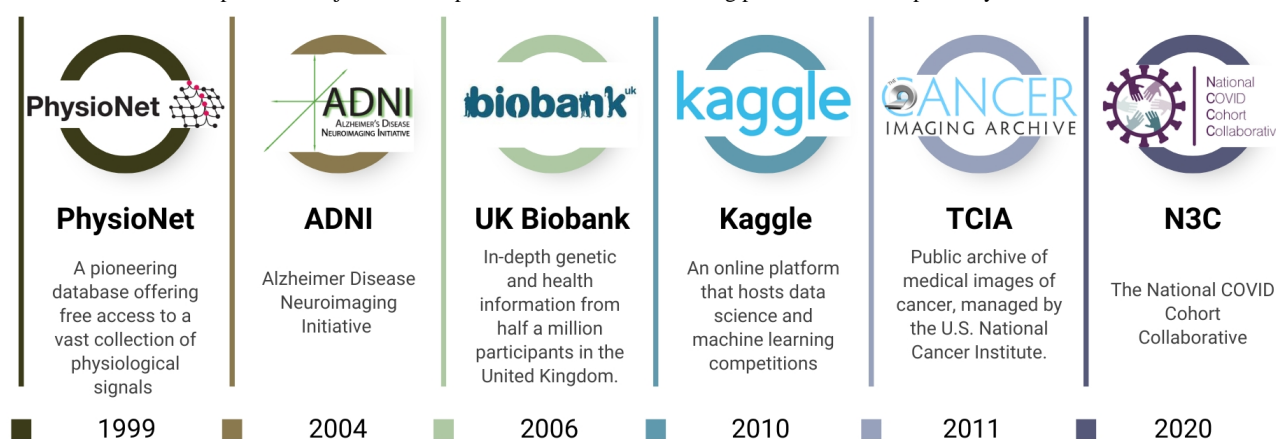 PhysioNet
ADNI
ALZHEIMER'S DISEASE
NEUROIMAGING INITIATIVE
biobank uk
kaggle
THE
CANCER
IMAGING ARCHIVE
National
COVID
Cohort
Collaborativ
PhysioNet
A pioneering
database offering
free access to a
vast collection of
physiological
signals
1999
ADNI
Alzheimer Disease
Neuroimaging
Initiative
2004
UK Biobank
In-depth genetic
and health
information from
half a million
participants in the
United Kingdom.
2006
Kaggle
An online platform
that hosts data
science and
machine learning
competitions
2010
TCIA
Public archive of
medical images of
cancer, managed by
the U.S. National
Cancer Institute.
2011
N3C
The National COVID
Cohort
Collaborative
2020